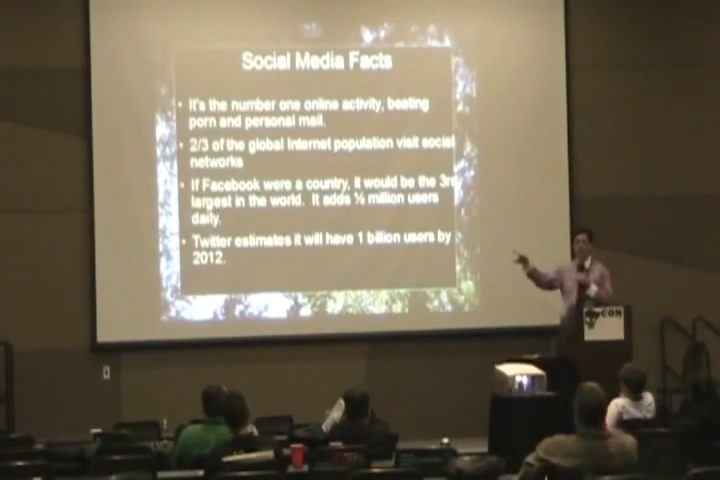 Social Media Facts
• It's the number one online activity, beating
porn and personal mail.
• 2/3 of the global Internet population visit social
networks
• If Facebook were a country, it would be the 3rd
largest in the world. It adds ½ million users
daily.
• Twitter estimates it will have 1 billion users by
2012.
CON